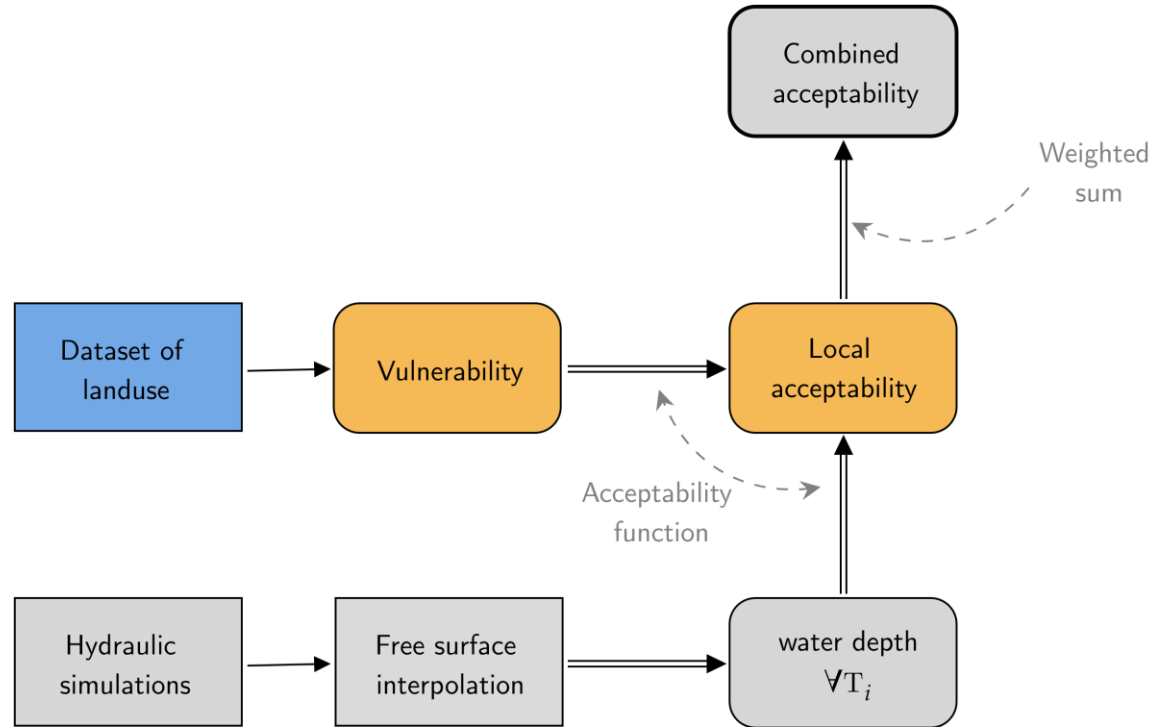 Combined
acceptability
Weighted
sum
Dataset of
landuse
Vulnerability
Local
acceptability
Acceptability
function
Hydraulic
simulations
Free surface
interpolation
water depth
∀T_i